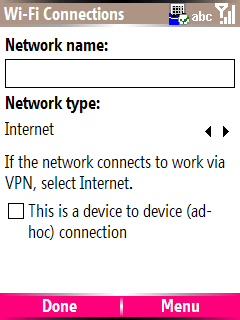 Wi-Fi Connections abc
Network name:
Network type:
Internet
If the network connects to work via
VPN, select Internet.
This is a device to device (ad-
hoc) connection
Done Menu